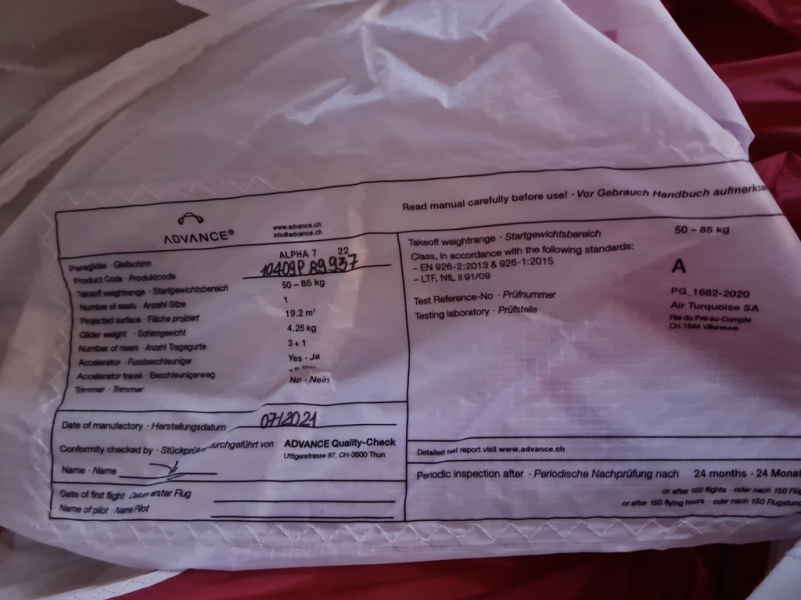 ADVANCE®
www.advance.ch
info@advance.ch
Paraglider · Gleitschirm ALPHA 7 22
Product Code · Produktcode 10409P 89937
Takeoff weightrange · Startgewichtsbereich 50 – 85 kg
Number of seats · Anzahl Sitze 1
Projected surface · Fläche projiziert 19.2 m²
Glider weight · Schirmgewicht 4.25 kg
Number of risers · Anzahl Tragegurte 3 + 1
Accelerator · Fussbeschleuniger Yes · Ja
Accelerator travel · Beschleunigerweg
Trimmer · Trimmer No · Nein
Date of manufactory · Herstellungsdatum 07/2021
Conformity checked by · durchgeführt von ADVANCE Quality-Check
Uttigenstrasse 87, CH-3600 Thun
Name · Name
Date of first flight · erster Flug
Name of pilot · Name Pilot
Read manual carefully before use! · Vor Gebrauch Handbuch
Takeoff weightrange · Startgewichtsbereich 50 – 85 kg
Class, in accordance with the following standards: A
– EN 926-2:2013 & 926-1:2015
– LTF, NfL II 91/09
Test Reference-No · Prüfnummer PG_1662-2020
Testing laboratory · Prüfstelle Air Turquoise SA
Rte du Pré-au-Comte
CH 1844 Villeneuve
Detailed test report visit www.advance.ch
Periodic inspection after · Periodische Nachprüfung nach 24 months · 24
or after 150 flights · oder nach 150
or after 150 flying hours · oder nach 150